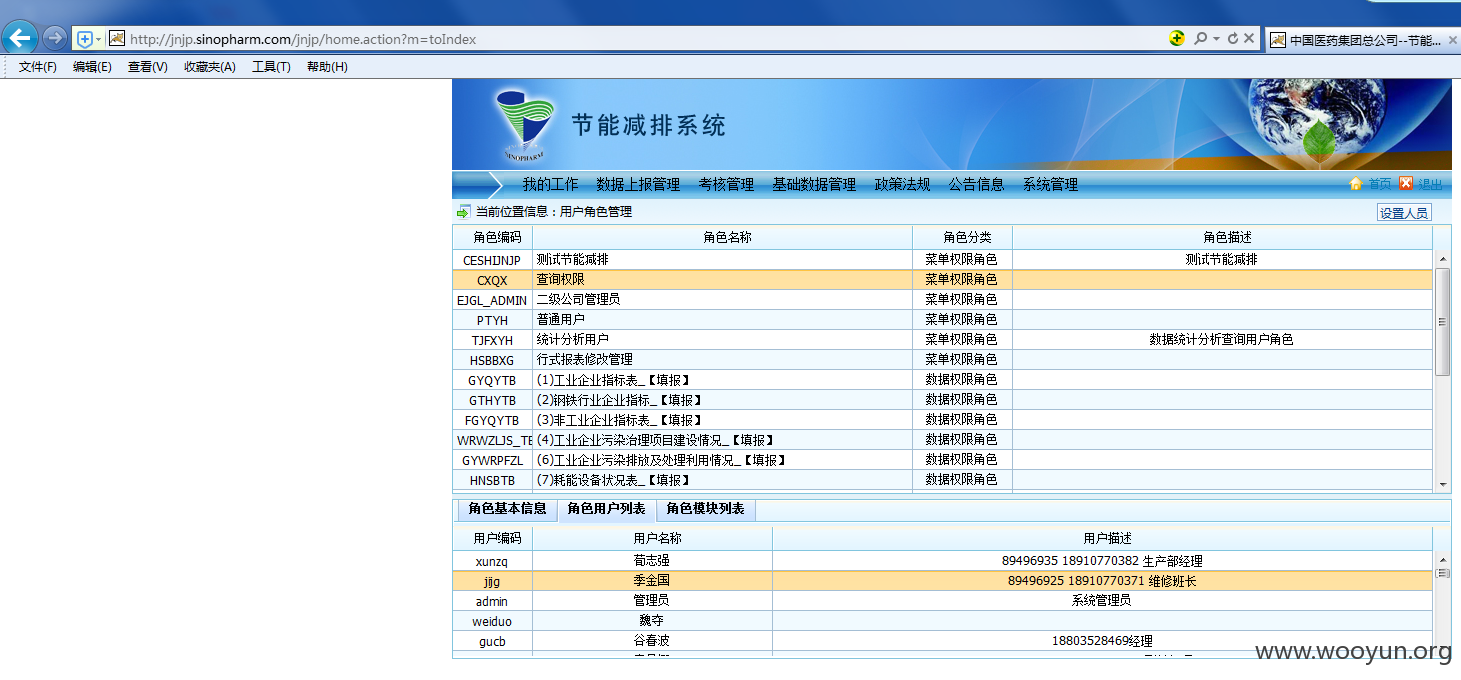 http://jnjp.sinopharm.com/jnjp/home.action?m=toIndex
中国医药集团总公司--节能...
文件(F) 编辑(E) 查看(V) 收藏夹(A) 工具(T) 帮助(H)
SINOPHARM
节能减排系统
我的工作 数据上报管理 考核管理 基础数据管理 政策法规 公告信息 系统管理 首页 退出
当前位置信息：用户角色管理 设置人员
角色编码 角色名称 角色分类 角色描述
CESHIJNJP 测试节能减排 菜单权限角色 测试节能减排
CXQX 查询权限 菜单权限角色
EJGL_ADMIN 二级公司管理员 菜单权限角色
PTYH 普通用户 菜单权限角色
TJFXYH 统计分析用户 菜单权限角色 数据统计分析查询用户角色
HSBBXG 行式报表修改管理 菜单权限角色
GYQYTB (1)工业企业指标表_【填报】 数据权限角色
GTHYTB (2)钢铁行业企业指标_【填报】 数据权限角色
FGYQYTB (3)非工业企业指标表_【填报】 数据权限角色
WRWZLJS_TE (4)工业企业污染治理项目建设情况_【填报】 数据权限角色
GYWRPFZL (6)工业企业污染排放及处理利用情况_【填报】 数据权限角色
HNSBTB (7)耗能设备状况表_【填报】 数据权限角色
角色基本信息 角色用户列表 角色模块列表
用户编码 用户名称 用户描述
xunzq 荀志强 89496935 18910770382 生产部经理
jijg 季金国 89496925 18910770371 维修班长
admin 管理员 系统管理员
weiduo 魏夺
gucb 谷春波 18803528469经理
www.wooyun.org